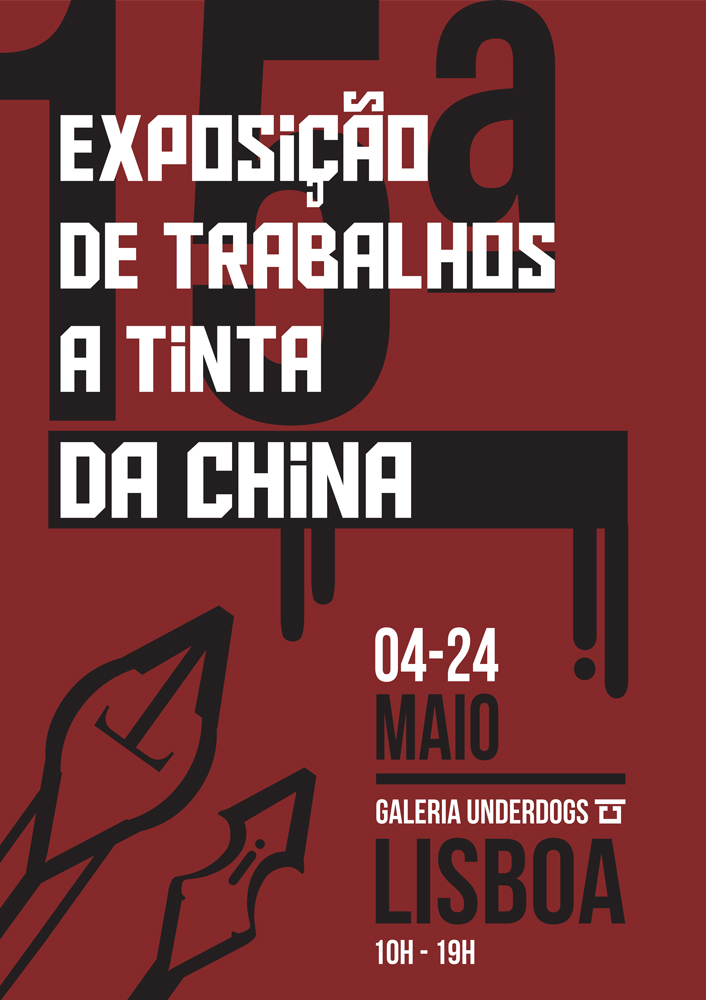 15ª
EXPOSiÇÃO
DE TRABALHOS
A TiNTA
DA CHiNA
04-24
MAIO
GALERIA UNDERDOGS
LISBOA
10H - 19H
T
i